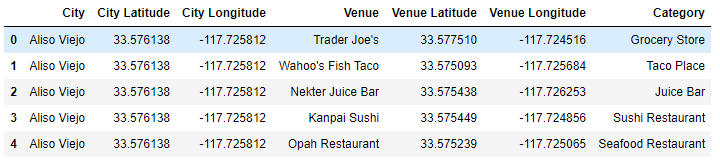 City City Latitude City Longitude Venue Venue Latitude Venue Longitude Category
0 Aliso Viejo 33.576138 -117.725812 Trader Joe's 33.577510 -117.724516 Grocery Store
1 Aliso Viejo 33.576138 -117.725812 Wahoo's Fish Taco 33.575093 -117.725684 Taco Place
2 Aliso Viejo 33.576138 -117.725812 Nekter Juice Bar 33.575438 -117.726253 Juice Bar
3 Aliso Viejo 33.576138 -117.725812 Kanpai Sushi 33.575449 -117.724856 Sushi Restaurant
4 Aliso Viejo 33.576138 -117.725812 Opah Restaurant 33.575239 -117.725065 Seafood Restaurant